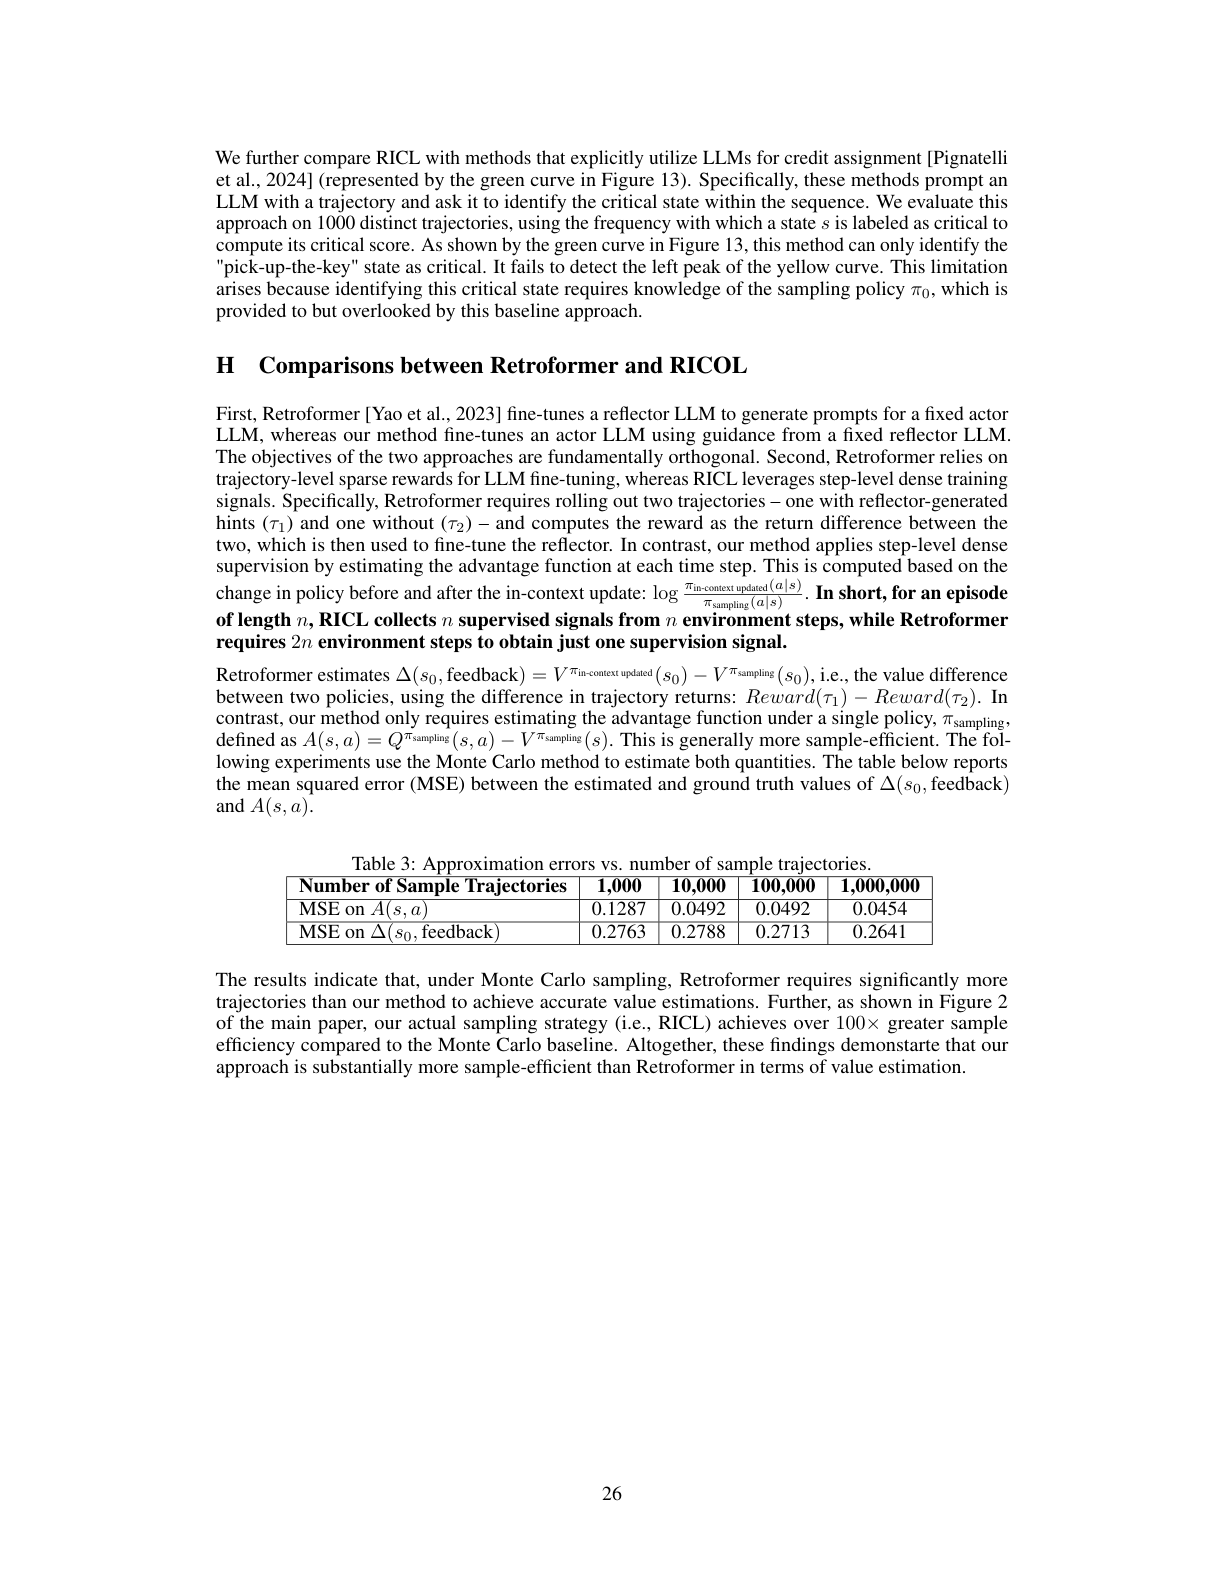 We further compare RICL with methods that explicitly utilize LLMs for credit assignment [Pignatelli
et al., 2024] (represented by the green curve in Figure 13). Specifically, these methods prompt an
LLM with a trajectory and ask it to identify the critical state within the sequence. We evaluate this
approach on 1000 distinct trajectories, using the frequency with which a state s is labeled as critical to
compute its critical score. As shown by the green curve in Figure 13, this method can only identify the
"pick-up-the-key" state as critical. It fails to detect the left peak of the yellow curve. This limitation
arises because identifying this critical state requires knowledge of the sampling policy π₀, which is
provided to but overlooked by this baseline approach.
H Comparisons between Retroformer and RICOL
First, Retroformer [Yao et al., 2023] fine-tunes a reflector LLM to generate prompts for a fixed actor
LLM, whereas our method fine-tunes an actor LLM using guidance from a fixed reflector LLM.
The objectives of the two approaches are fundamentally orthogonal. Second, Retroformer relies on
trajectory-level sparse rewards for LLM fine-tuning, whereas RICL leverages step-level dense training
signals. Specifically, Retroformer requires rolling out two trajectories – one with reflector-generated
hints (τ₁) and one without (τ₂) – and computes the reward as the return difference between the
two, which is then used to fine-tune the reflector. In contrast, our method applies step-level dense
supervision by estimating the advantage function at each time step. This is computed based on the
change in policy before and after the in-context update: log π_in-context updated(a|s) / π_sampling(a|s). In short, for an episode
of length n, RICL collects n supervised signals from n environment steps, while Retroformer
requires 2n environment steps to obtain just one supervision signal.
Retroformer estimates Δ(s₀, feedback) = V^π_in-context updated(s₀) − V^π_sampling(s₀), i.e., the value difference
between two policies, using the difference in trajectory returns: Reward(τ₁) − Reward(τ₂). In
contrast, our method only requires estimating the advantage function under a single policy, π_sampling,
defined as A(s, a) = Q^π_sampling(s, a) − V^π_sampling(s). This is generally more sample-efficient. The fol-
lowing experiments use the Monte Carlo method to estimate both quantities. The table below reports
the mean squared error (MSE) between the estimated and ground truth values of Δ(s₀, feedback)
and A(s, a).
Table 3: Approximation errors vs. number of sample trajectories.
Number of Sample Trajectories 1,000 10,000 100,000 1,000,000
MSE on A(s, a) 0.1287 0.0492 0.0492 0.0454
MSE on Δ(s₀, feedback) 0.2763 0.2788 0.2713 0.2641
The results indicate that, under Monte Carlo sampling, Retroformer requires significantly more
trajectories than our method to achieve accurate value estimations. Further, as shown in Figure 2
of the main paper, our actual sampling strategy (i.e., RICL) achieves over 100× greater sample
efficiency compared to the Monte Carlo baseline. Altogether, these findings demonstarte that our
approach is substantially more sample-efficient than Retroformer in terms of value estimation.
26